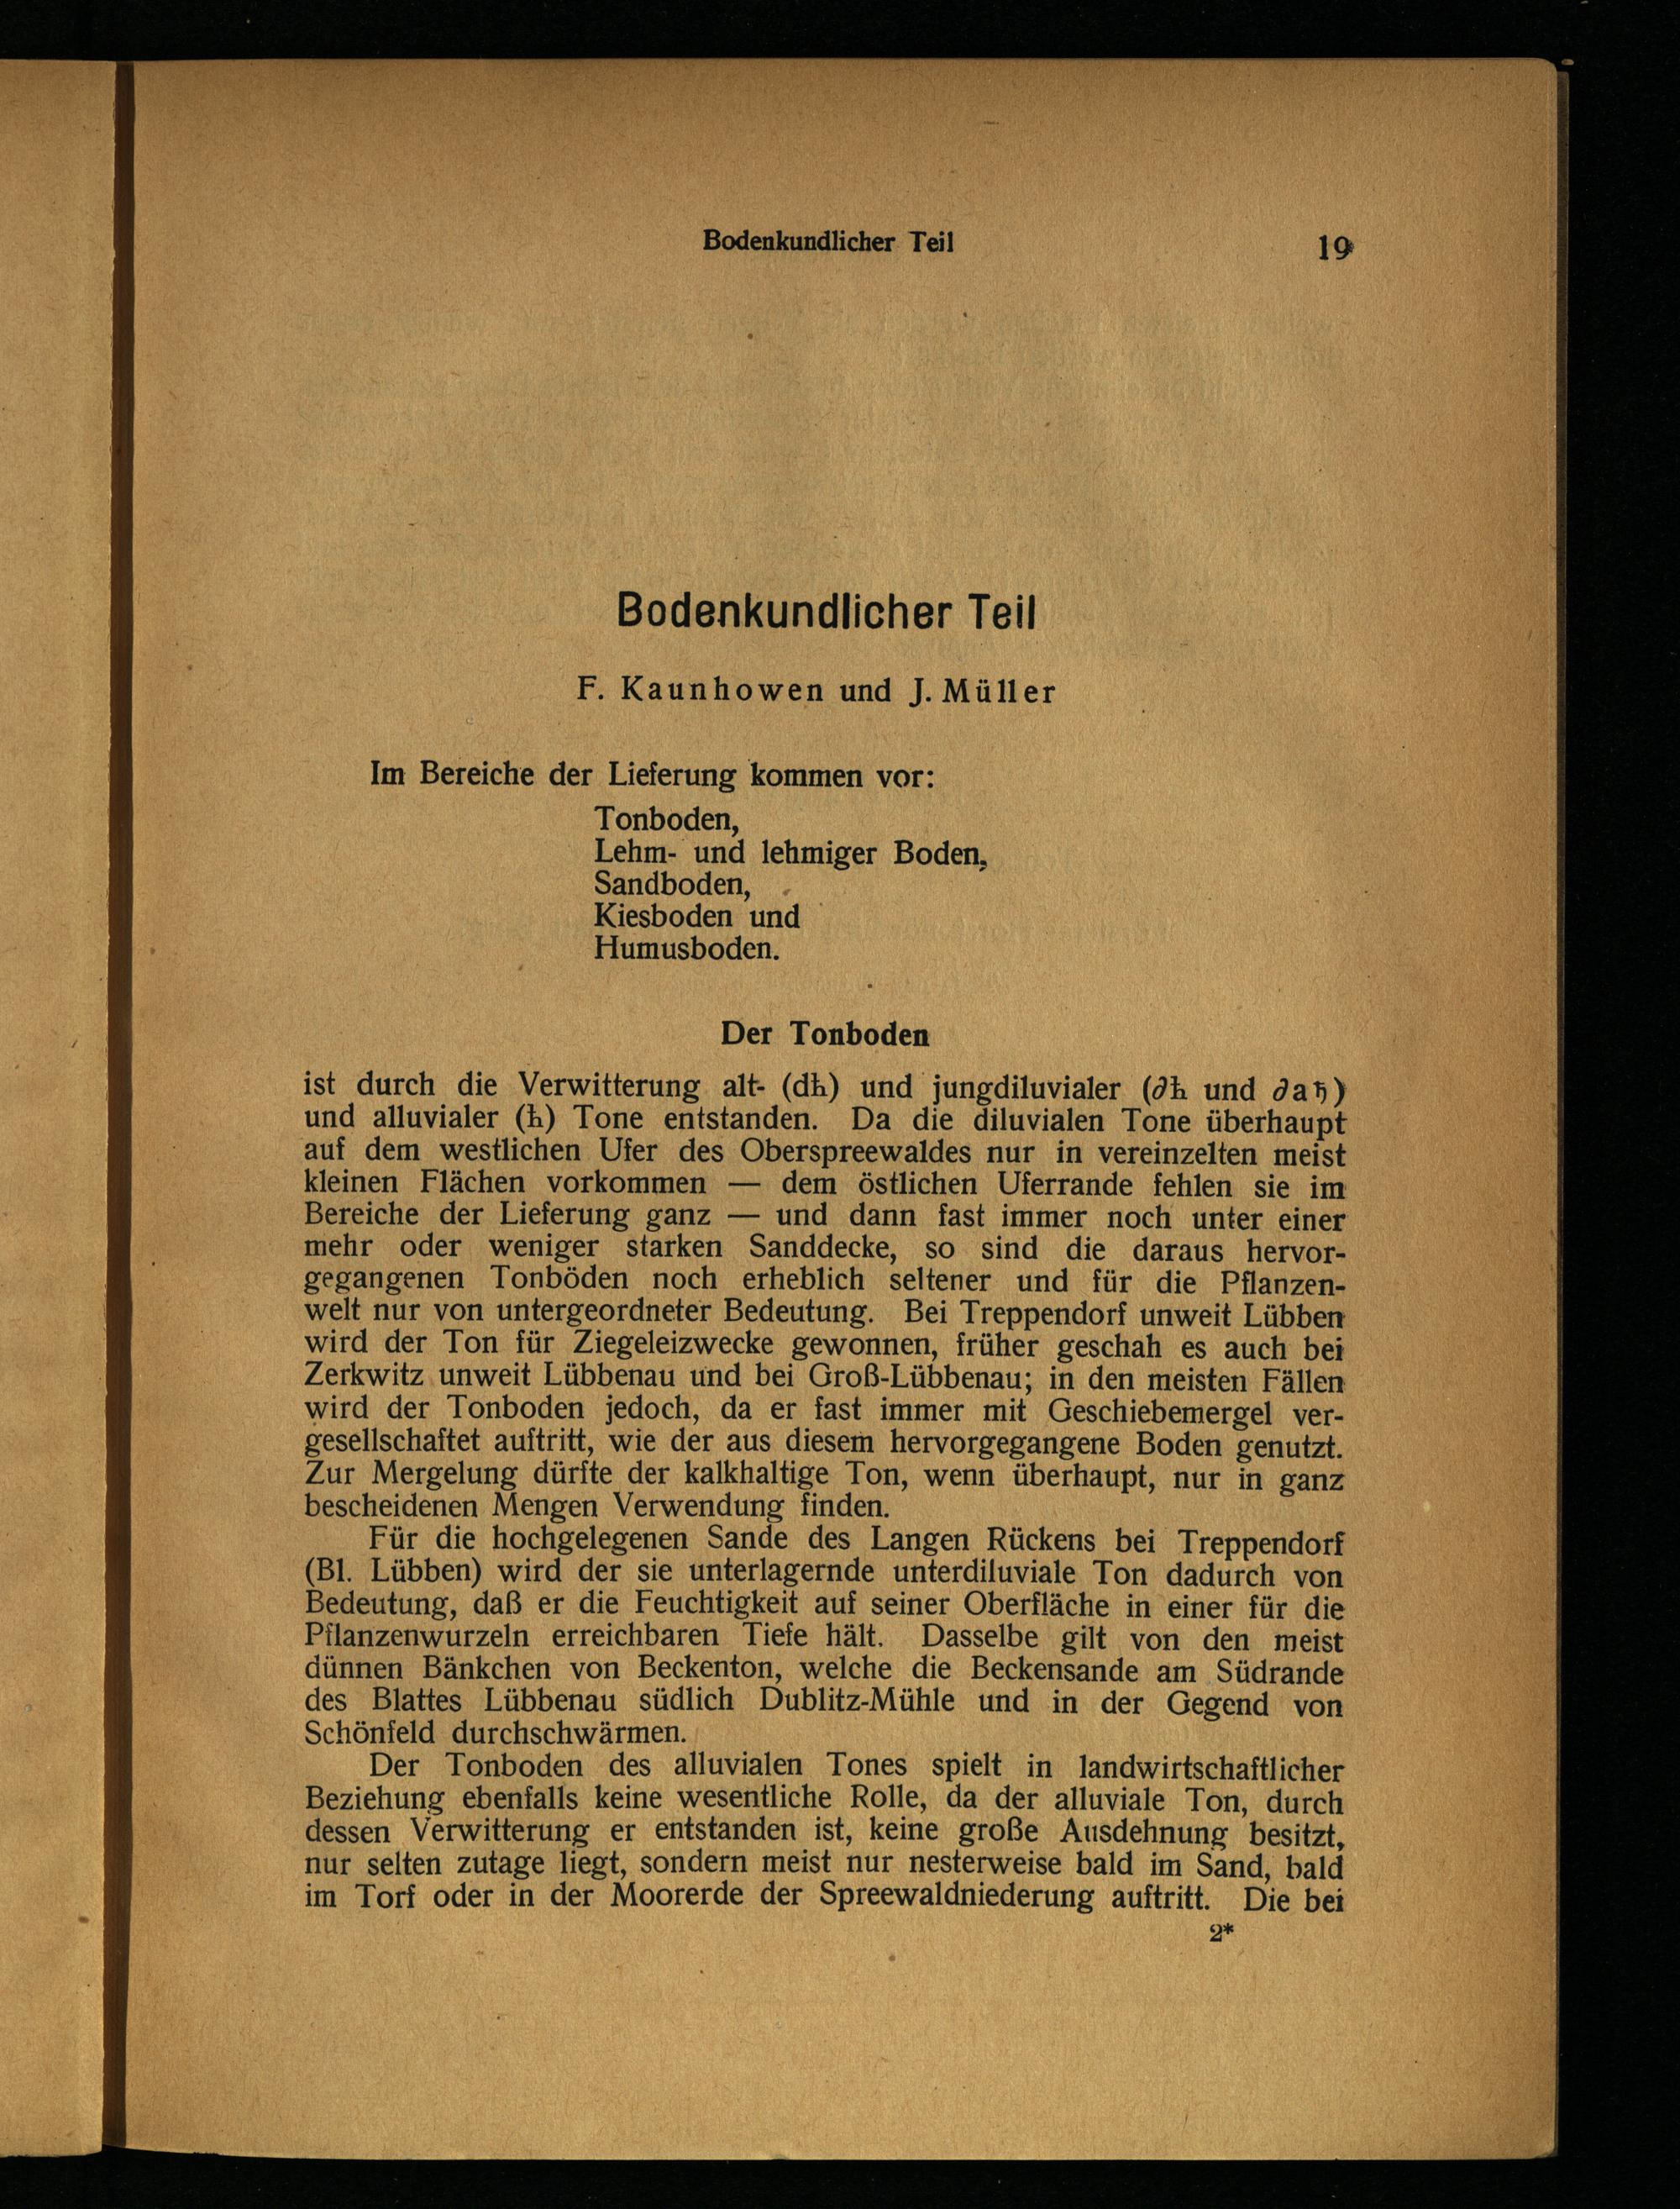 Bodenkundlicher Teil 19
Bodenkundlicher Teil
F. Kaunhowen und J. Müller
Im Bereiche der Lieferung kommen vor:
Tonboden,
Lehm- und lehmiger Boden,
Sandboden,
Kiesboden und
Humusboden.
Der Tonboden
ist durch die Verwitterung alt- (dħ) und jungdiluvialer (∂ħ und ∂aħ)
und alluvialer (ħ) Tone entstanden. Da die diluvialen Tone überhaupt
auf dem westlichen Ufer des Oberspreewaldes nur in vereinzelten meist
kleinen Flächen vorkommen — dem östlichen Uferrande fehlen sie im
Bereiche der Lieferung ganz — und dann fast immer noch unter einer
mehr oder weniger starken Sanddecke, so sind die daraus hervor-
gegangenen Tonböden noch erheblich seltener und für die Pflanzen-
welt nur von untergeordneter Bedeutung. Bei Treppendorf unweit Lübben
wird der Ton für Ziegeleizwecke gewonnen, früher geschah es auch bei
Zerkwitz unweit Lübbenau und bei Groß-Lübbenau; in den meisten Fällen
wird der Tonboden jedoch, da er fast immer mit Geschiebemergel ver-
gesellschaftet auftritt, wie der aus diesem hervorgegangene Boden genutzt.
Zur Mergelung dürfte der kalkhaltige Ton, wenn überhaupt, nur in ganz
bescheidenen Mengen Verwendung finden.
Für die hochgelegenen Sande des Langen Rückens bei Treppendorf
(Bl. Lübben) wird der sie unterlagernde unterdiluviale Ton dadurch von
Bedeutung, daß er die Feuchtigkeit auf seiner Oberfläche in einer für die
Pflanzenwurzeln erreichbaren Tiefe hält. Dasselbe gilt von den meist
dünnen Bänkchen von Beckenton, welche die Beckensande am Südrande
des Blattes Lübbenau südlich Dublitz-Mühle und in der Gegend von
Schönfeld durchschwärmen.
Der Tonboden des alluvialen Tones spielt in landwirtschaftlicher
Beziehung ebenfalls keine wesentliche Rolle, da der alluviale Ton, durch
dessen Verwitterung er entstanden ist, keine große Ausdehnung besitzt,
nur selten zutage liegt, sondern meist nur nesterweise bald im Sand, bald
im Torf oder in der Moorerde der Spreewaldniederung auftritt. Die bei
2*